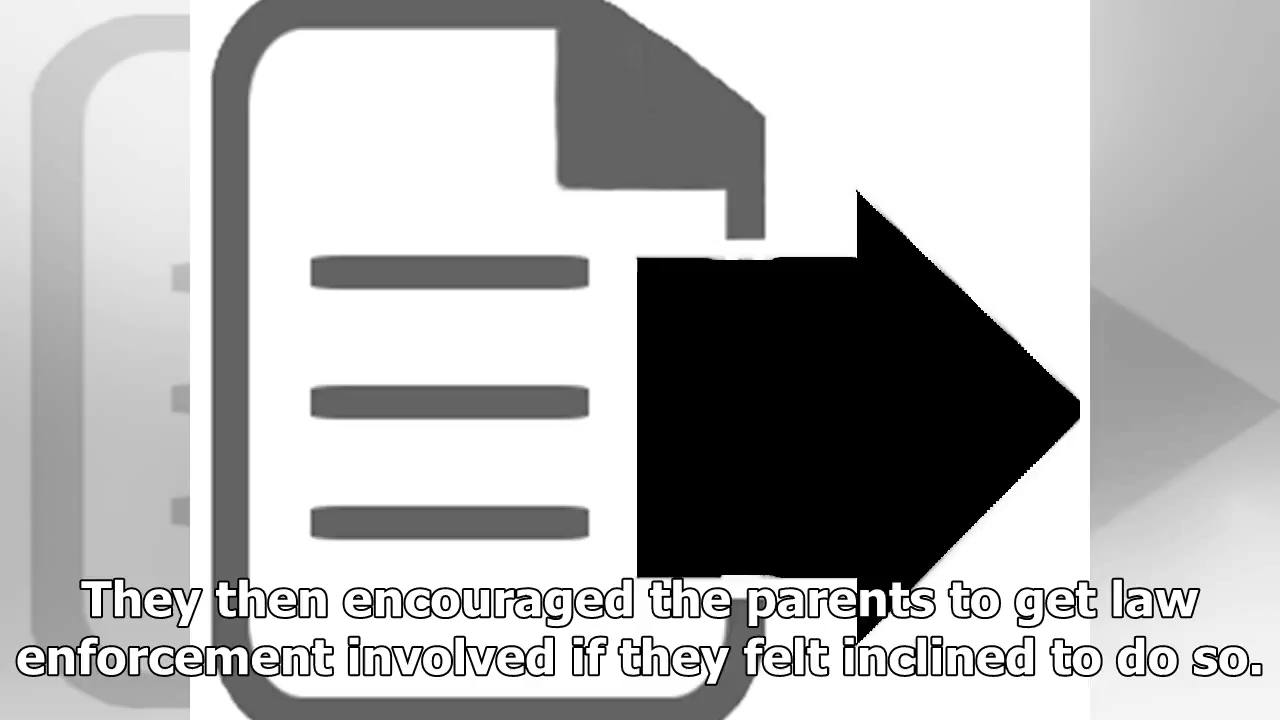 They then encouraged the parents to get law
enforcement involved if they felt inclined to do so.